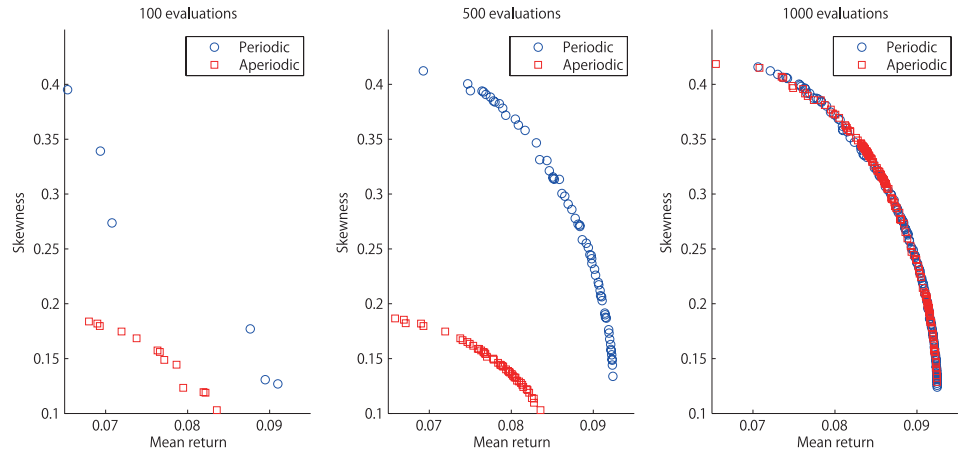 100 evaluations
Periodic
Aperiodic
0.4
0.35
0.3
0.25
0.2
0.15
0.1
Skewness
0.07 0.08 0.09
Mean return
500 evaluations
Periodic
Aperiodic
0.4
0.35
0.3
0.25
0.2
0.15
0.1
Skewness
0.07 0.08 0.09
Mean return
1000 evaluations
Periodic
Aperiodic
0.4
0.35
0.3
0.25
0.2
0.15
0.1
Skewness
0.07 0.08 0.09
Mean return